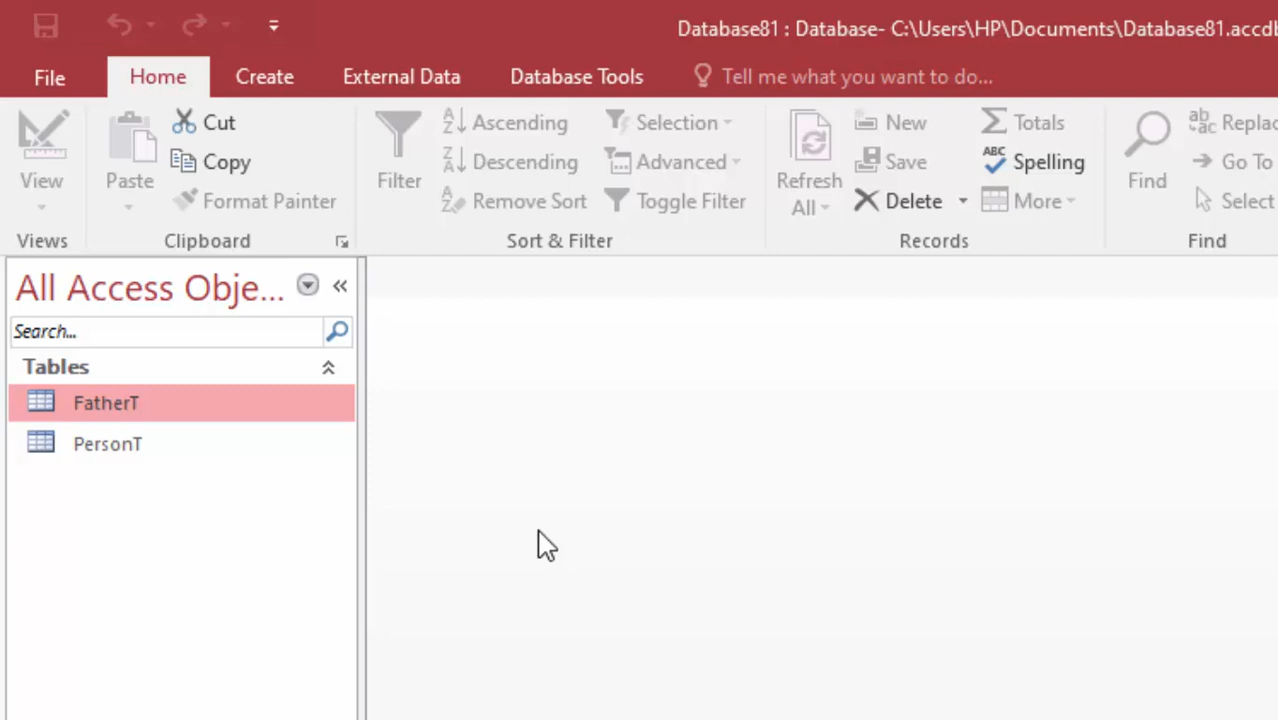 Database81 : Database- C:\Users\HP\Documents\Database81.accdb
File Home Create External Data Database Tools Tell me what you want to do...
View
Views
Paste
Cut
Copy
Format Painter
Clipboard
Filter
Ascending
Descending
Remove Sort
Selection
Advanced
Toggle Filter
Sort & Filter
Refresh
All
New
Save
Delete
Totals
Spelling
More
Records
Find
Go To
Select
Find
All Access Obje...
Search...
Tables
FatherT
PersonT